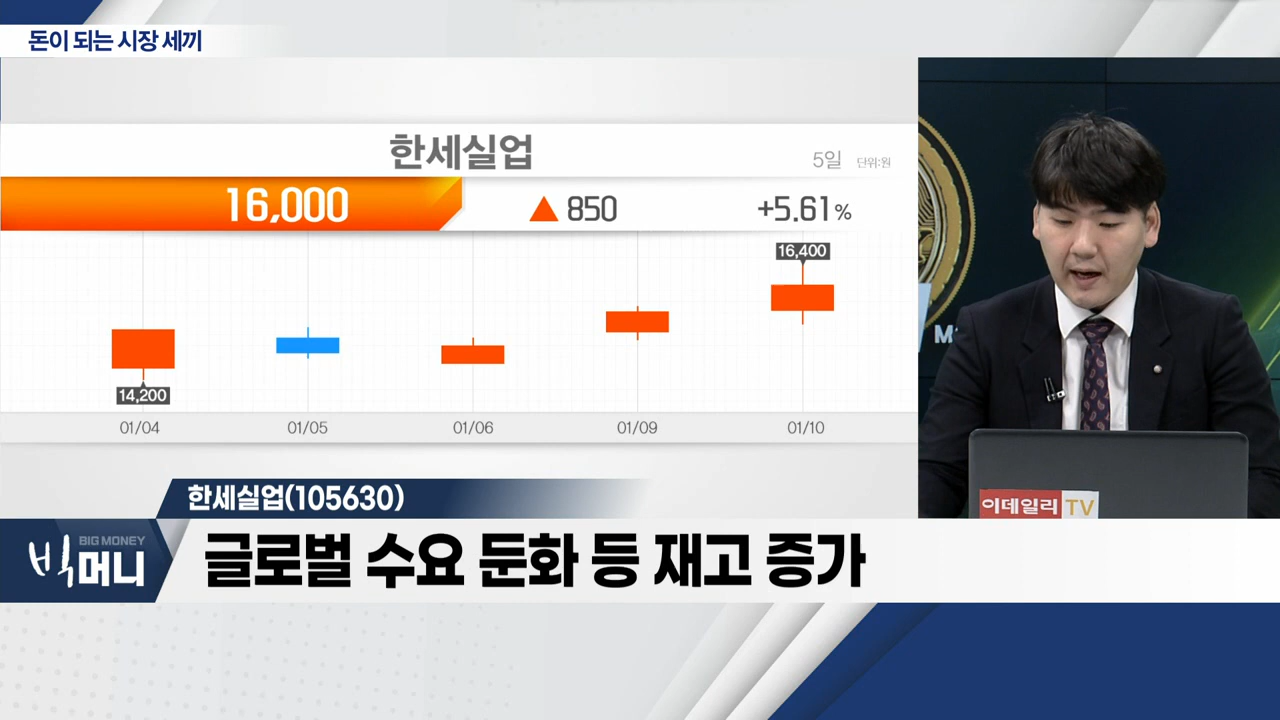 돈이 되는 시장 세끼
한세실업
5일 단위:원
16,000 ▲ 850 +5.61%
16,400
14,200
01/04 01/05 01/06 01/09 01/10
이데일리 TV
한세실업(105630)
BIG MONEY
빅머니
글로벌 수요 둔화 등 재고 증가